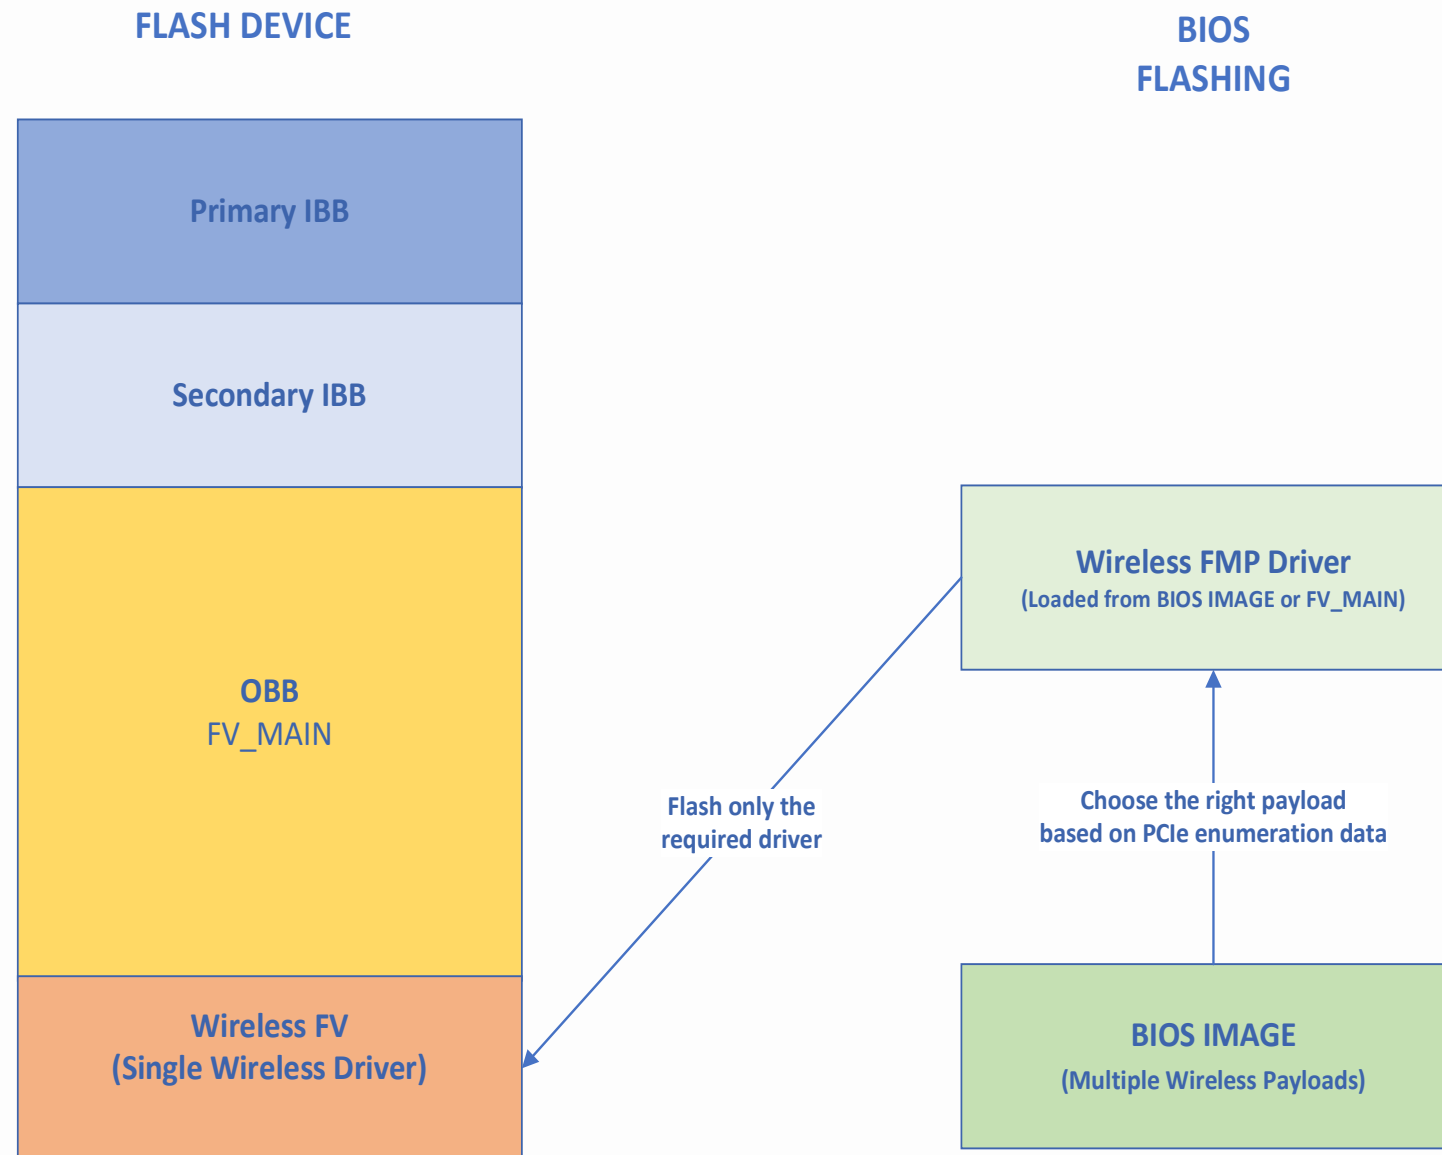 FLASH DEVICE
BIOS
FLASHING
Primary IBB
Secondary IBB
OBB
FV_MAIN
Wireless FV
(Single Wireless Driver)
Wireless FMP Driver
(Loaded from BIOS IMAGE or FV_MAIN)
Flash only the
required driver
Choose the right payload
based on PCIe enumeration data
BIOS IMAGE
(Multiple Wireless Payloads)